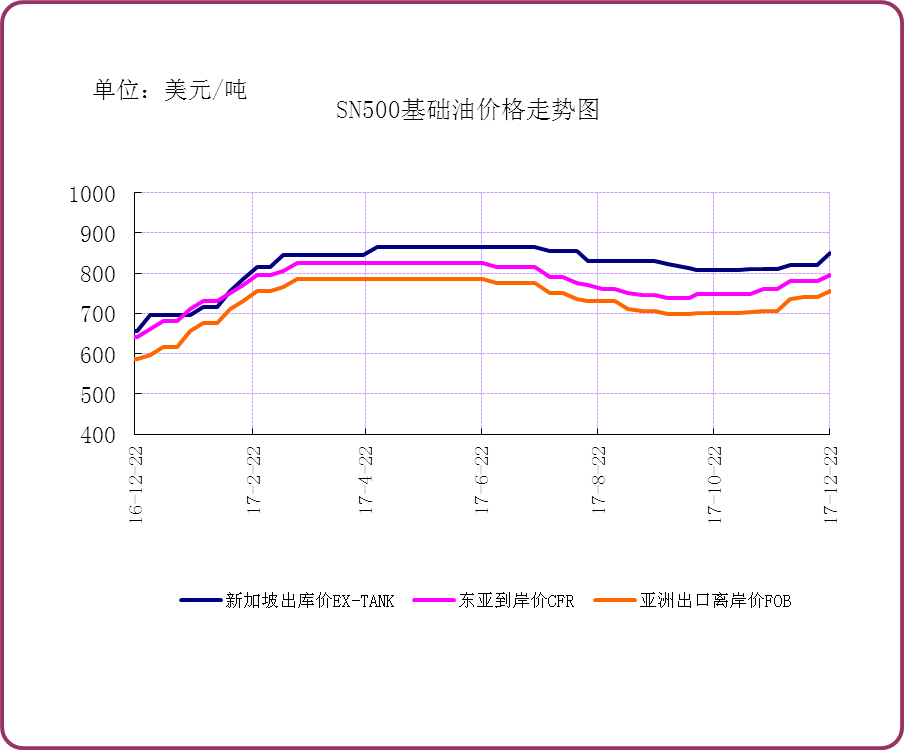 单位：美元/吨
SN500基础油价格走势图
1000
900
800
700
600
500
400
16-12-22
17-2-22
17-4-22
17-6-22
17-8-22
17-10-22
17-12-22
新加坡出库价EX-TANK
东亚到岸价CFR
亚洲出口离岸价FOB